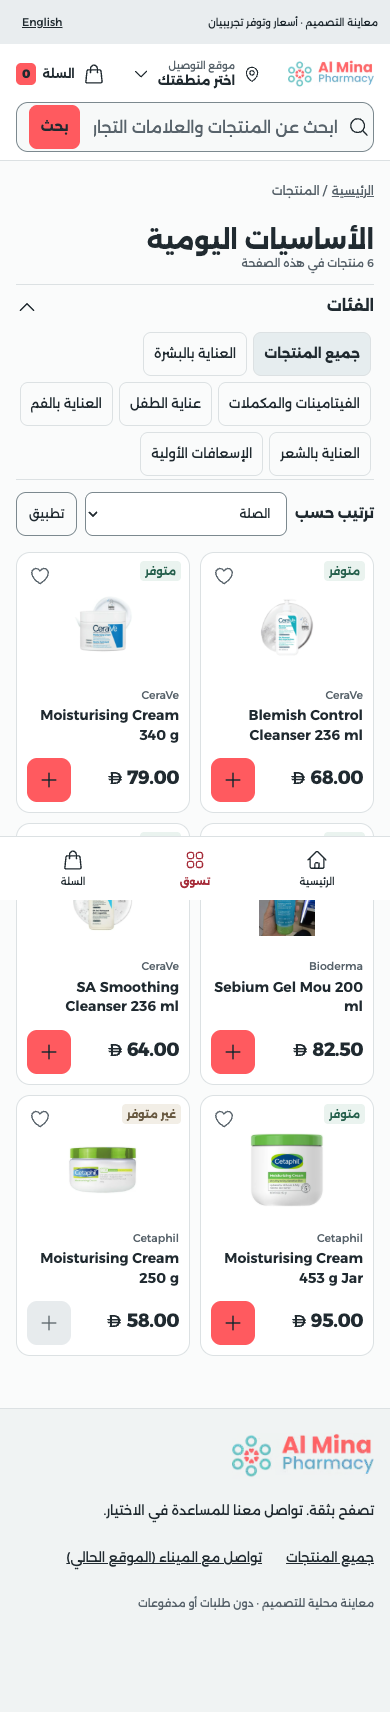 معاينة التصميم · أسعار وتوفر تجريبيان
English
Al Mina
Pharmacy
موقع التوصيل
اختر منطقتك
السلة
0
ابحث عن المنتجات والعلامات التجار
بحث
الرئيسية / المنتجات
الأساسيات اليومية
6 منتجات في هذه الصفحة
الفئات
جميع المنتجات
العناية بالبشرة
الفيتامينات والمكملات
عناية الطفل
العناية بالفم
العناية بالشعر
الإسعافات الأولية
ترتيب حسب
الصلة
تطبيق
متوفر
CeraVe
Blemish Control
Cleanser 236 ml
68.00
متوفر
CeraVe
Moisturising Cream
340 g
79.00
الرئيسية
تسوق
السلة
Bioderma
Sebium Gel Mou 200
ml
82.50
CeraVe
SA Smoothing
Cleanser 236 ml
64.00
متوفر
Cetaphil
Cetaphil
Moisturising Cream
453 g Jar
95.00
غير متوفر
Cetaphil
Cetaphil
Moisturising Cream
250 g
58.00
Al Mina
Pharmacy
تصفح بثقة. تواصل معنا للمساعدة في الاختيار.
جميع المنتجات
تواصل مع الميناء (الموقع الحالي)
معاينة محلية للتصميم · دون طلبات أو مدفوعات